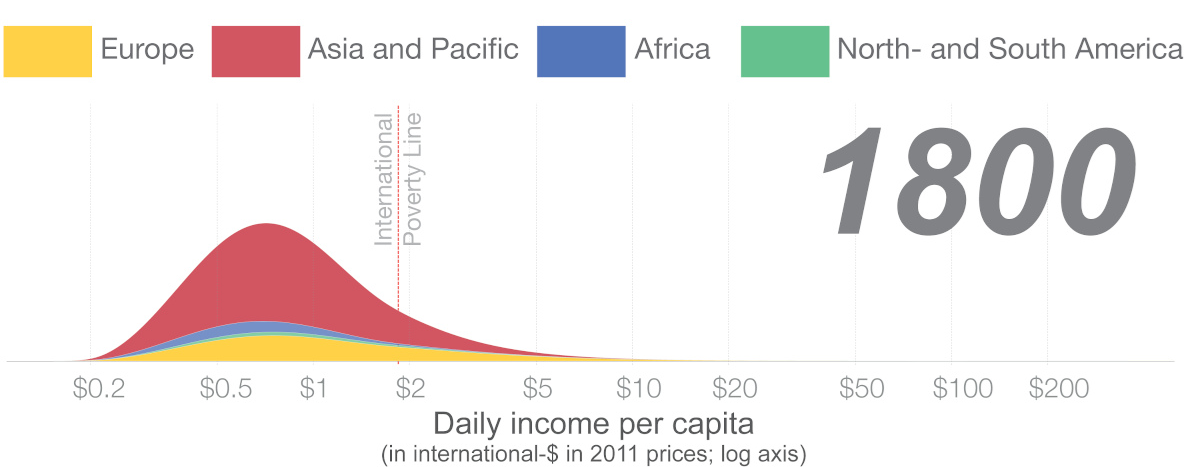 Europe Asia and Pacific Africa North- and South America
International
Poverty Line
1800
$0.2 $0.5 $1 $2 $5 $10 $20 $50 $100 $200
Daily income per capita
(in international-$ in 2011 prices; log axis)